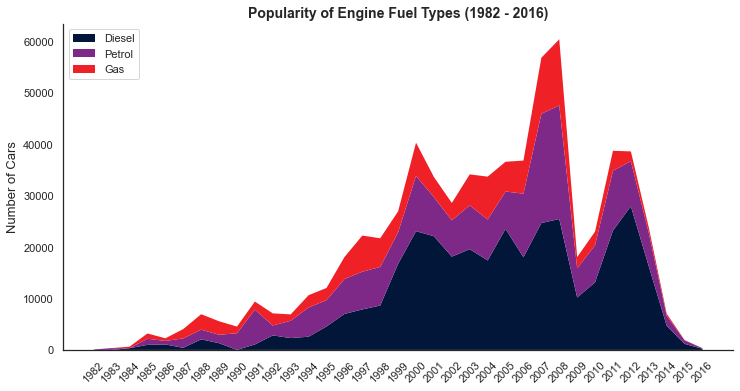 Popularity of Engine Fuel Types (1982 - 2016)
Diesel
Petrol
Gas
Number of Cars
60000
50000
40000
30000
20000
10000
0
1982 1983 1984 1985 1986 1987 1988 1989 1990 1991 1992 1993 1994 1995 1996 1997 1998 1999 2000 2001 2002 2003 2004 2005 2006 2007 2008 2009 2010 2011 2012 2013 2014 2015 2016